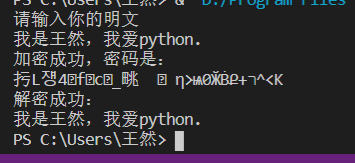 PS C:\Users\王然> & 'D:/Program Files
请输入你的明文
我是王然，我爱python.
加密成功，密码是:
解密成功:
我是王然，我爱python.
PS C:\Users\王然>